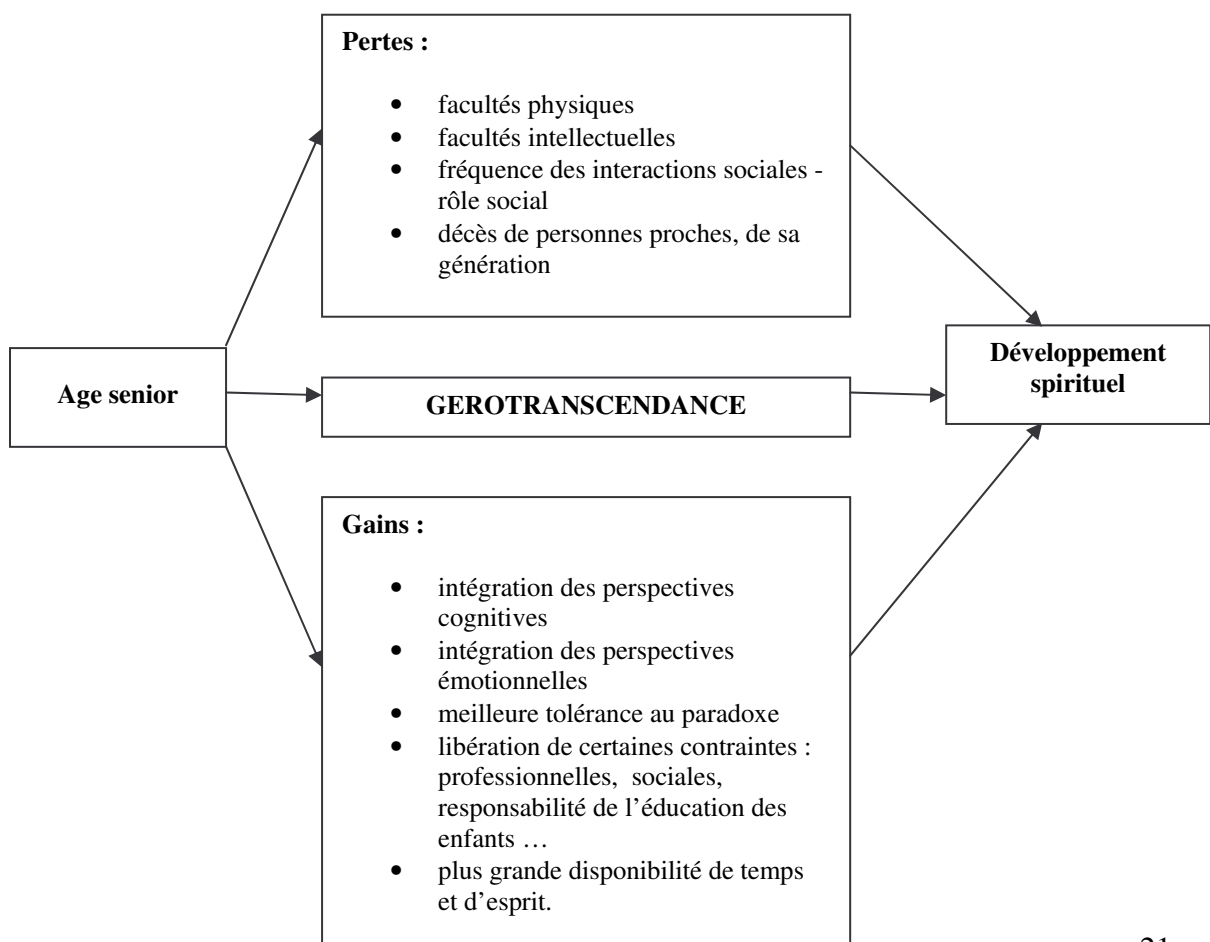 Pertes :
• facultés physiques
• facultés intellectuelles
• fréquence des interactions sociales -
rôle social
• décès de personnes proches, de sa
génération
Age senior
GEROTRANSCENDANCE
Développement
spirituel
Gains :
• intégration des perspectives
cognitives
• intégration des perspectives
émotionnelles
• meilleure tolérance au paradoxe
• libération de certaines contraintes :
professionnelles, sociales,
responsabilité de l’éducation des
enfants …
• plus grande disponibilité de temps
et d’esprit.